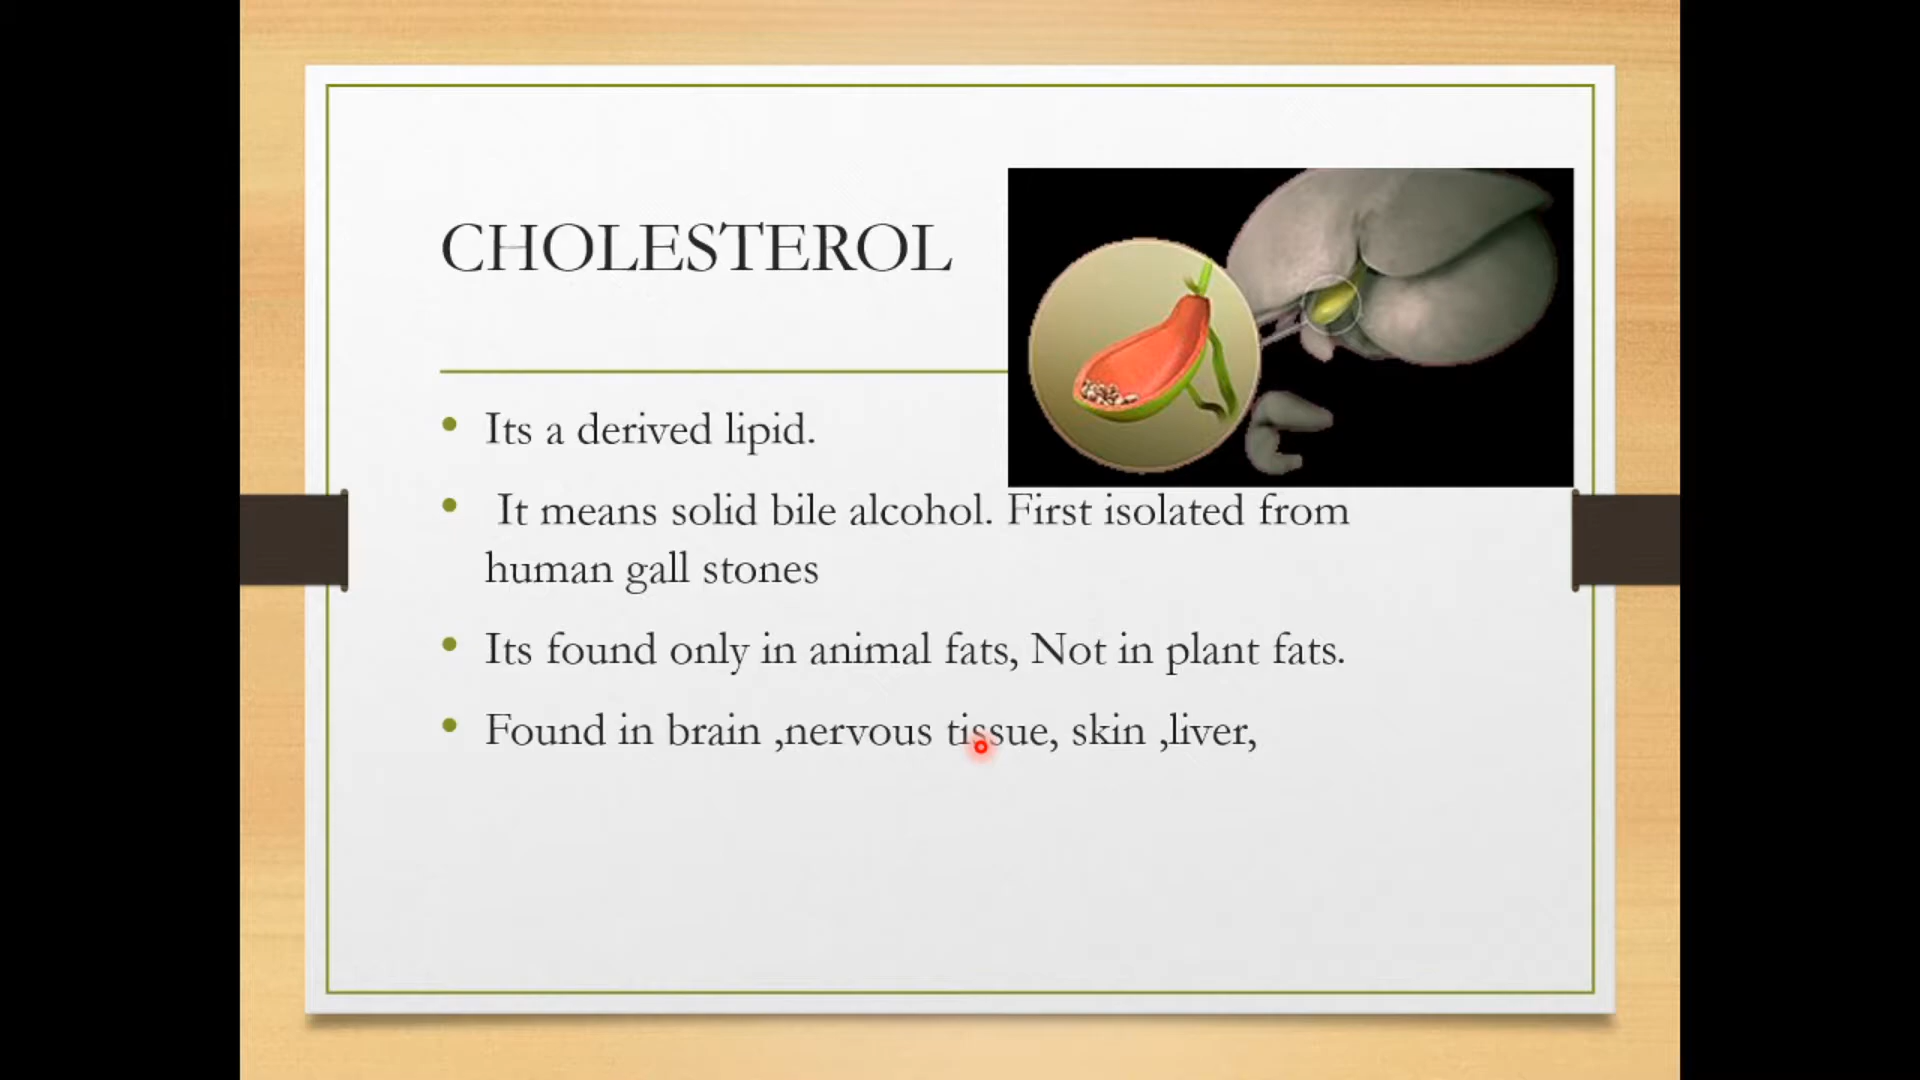 CHOLESTEROL
Its a derived lipid.
It means solid bile alcohol. First isolated from
human gall stones
Its found only in animal fats, Not in plant fats.
Found in brain ,nervous tissue, skin ,liver,